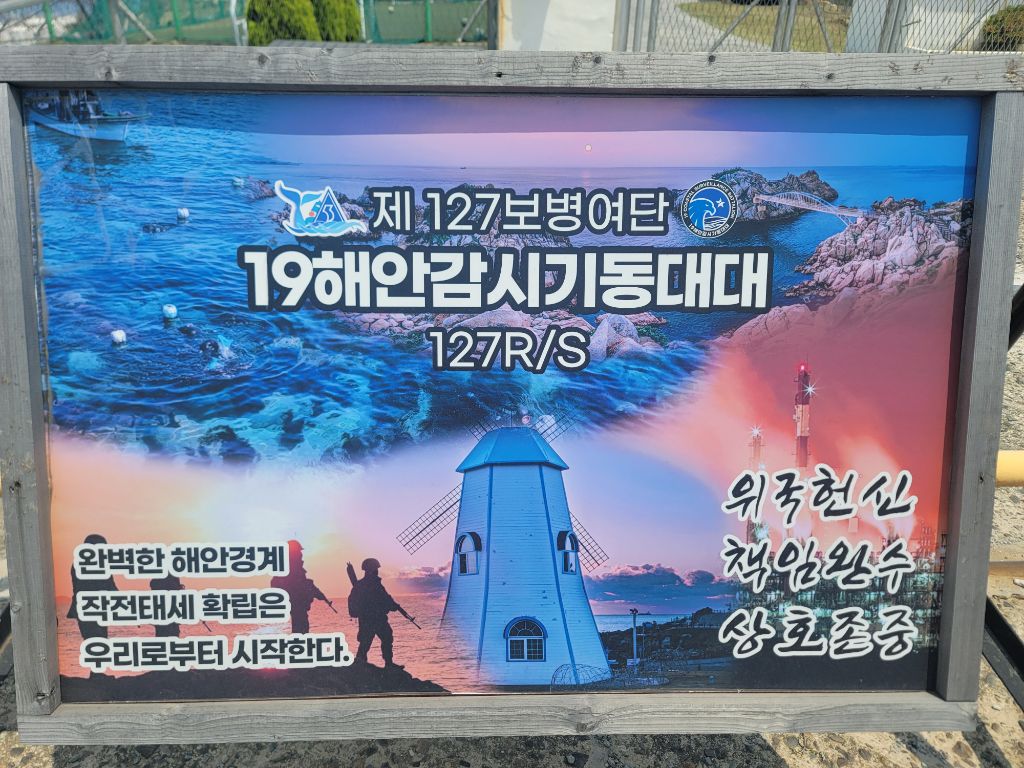 제 127보병여단
19해안감시기동대대
127R/S
완벽한 해안경계
작전태세 확립은
우리로부터 시작한다.
위국헌신
책임완수
상호존중